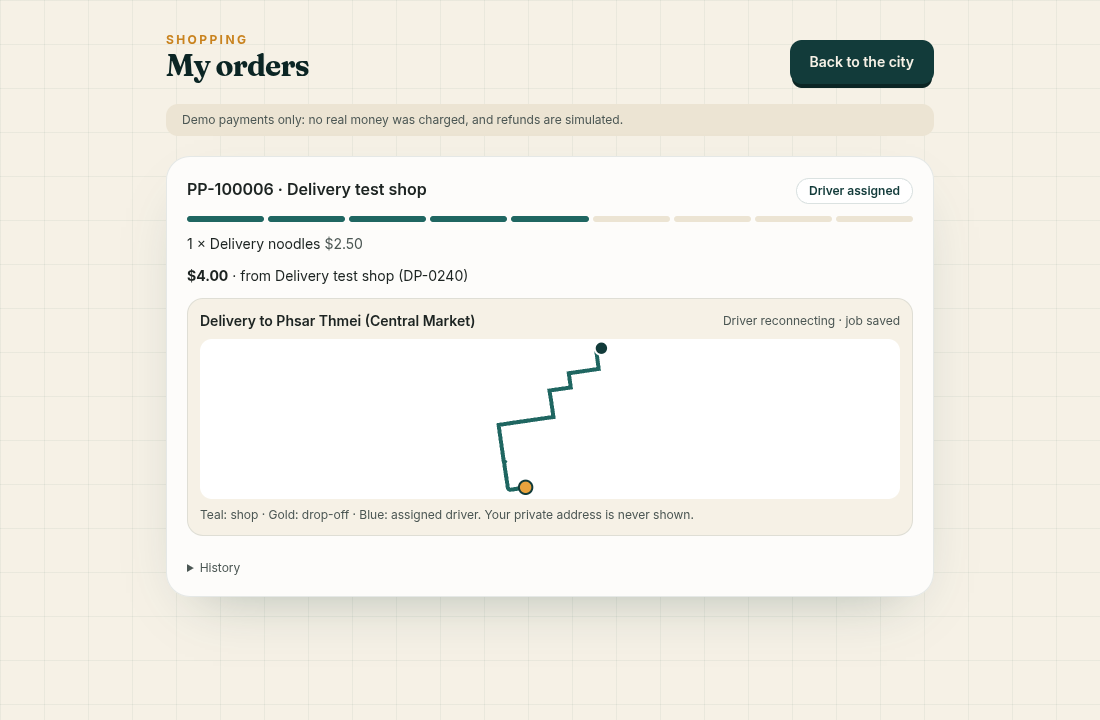 SHOPPING
My orders
Back to the city
Demo payments only: no real money was charged, and refunds are simulated.
PP-100006 · Delivery test shop
Driver assigned
1 × Delivery noodles $2.50
$4.00 · from Delivery test shop (DP-0240)
Delivery to Phsar Thmei (Central Market)
Driver reconnecting · job saved
Teal: shop · Gold: drop-off · Blue: assigned driver. Your private address is never shown.
History